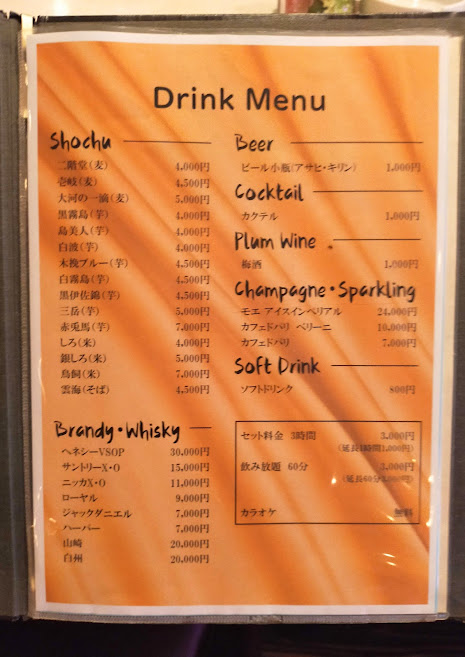 Drink Menu
Shochu
二階堂(麦) 4,000円
壱岐(麦) 4,500円
大河の一滴(麦) 5,000円
黒霧島(芋) 4,000円
島美人(芋) 4,000円
白波(芋) 4,000円
木挽ブルー(芋) 4,500円
白霧島(芋) 4,500円
黒伊佐錦(芋) 4,500円
三岳(芋) 5,000円
赤兎馬(芋) 7,000円
しろ(米) 4,000円
銀しろ(米) 5,000円
鳥飼(米) 7,000円
雲海(そば) 4,500円
Brandy・Whisky
ヘネシーVSOP 30,000円
サントリーX・O 15,000円
ニッカX・O 11,000円
ローヤル 9,000円
ジャックダニエル 7,000円
ハーパー 7,000円
山崎 20,000円
白州 20,000円
Beer
ビール小瓶(アサヒ・キリン) 1,000円
Cocktail
カクテル 1,000円
Plum Wine
梅酒 1,000円
Champagne・Sparkling
モエ アイスインペリアル 24,000円
カフェドパリ ベリーニ 10,000円
カフェドパリ 7,000円
Soft Drink
ソフトドリンク 800円
セット料金 3時間 3,000円
(延長1時間1,000円)
飲み放題 60分 3,000円
(延長60分3,000円)
カラオケ 無料